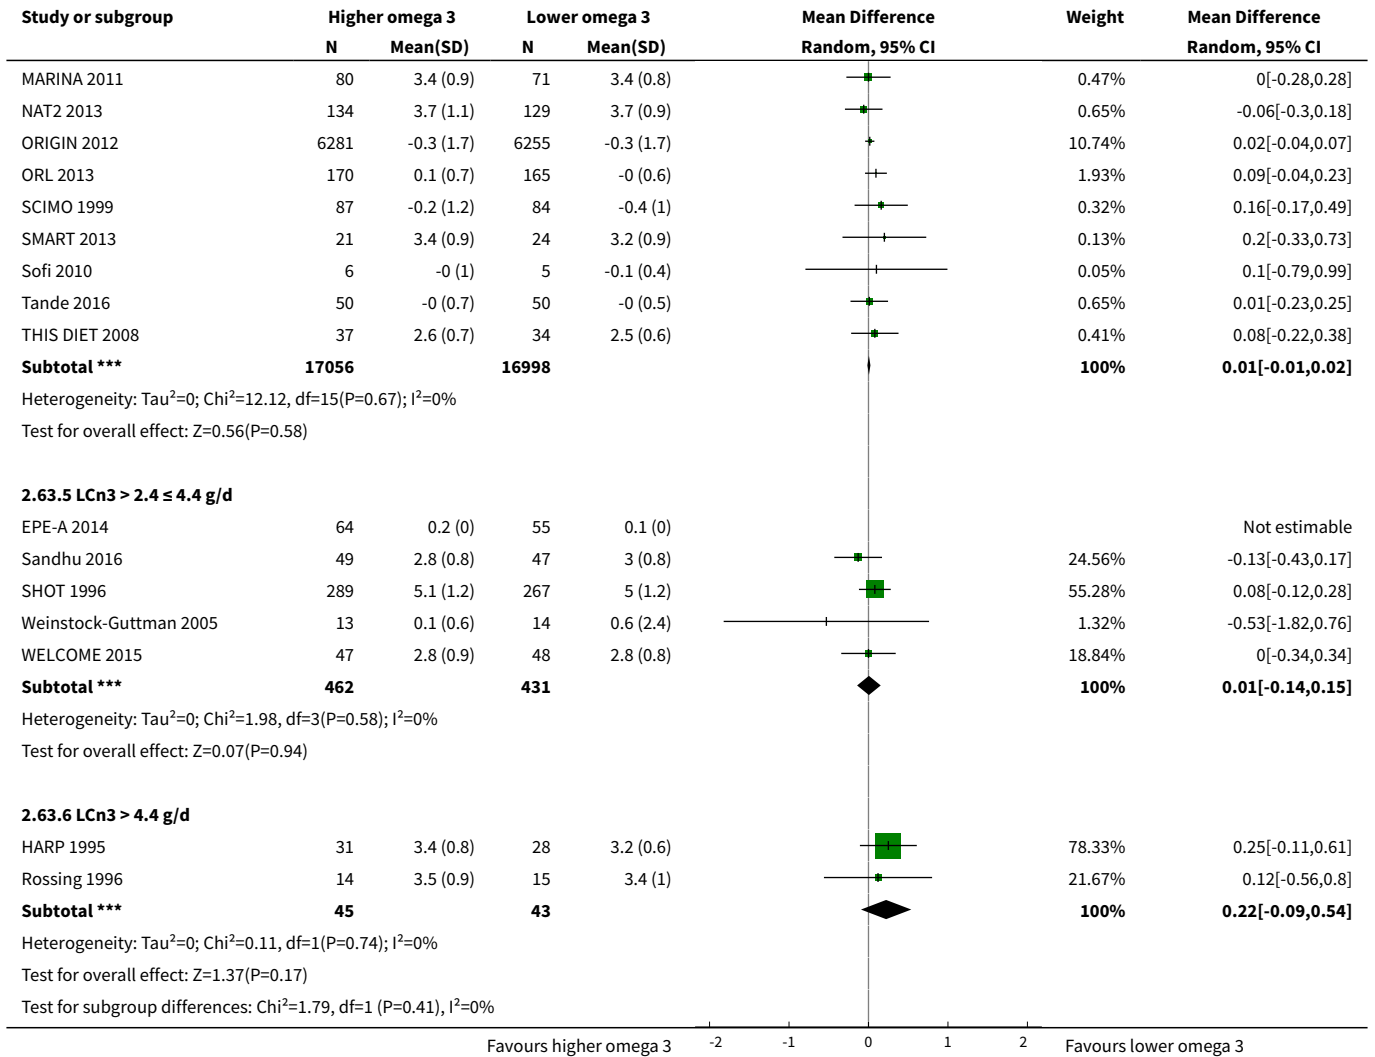 Study or subgroup Higher omega 3 Lower omega 3 Mean Difference Weight Mean Difference
N Mean(SD) N Mean(SD) Random, 95% CI Random, 95% CI
MARINA 2011 80 3.4 (0.9) 71 3.4 (0.8) 0.47% 0[-0.28,0.28]
NAT2 2013 134 3.7 (1.1) 129 3.7 (0.9) 0.65% -0.06[-0.3,0.18]
ORIGIN 2012 6281 -0.3 (1.7) 6255 -0.3 (1.7) 10.74% 0.02[-0.04,0.07]
ORL 2013 170 0.1 (0.7) 165 -0 (0.6) 1.93% 0.09[-0.04,0.23]
SCIMO 1999 87 -0.2 (1.2) 84 -0.4 (1) 0.32% 0.16[-0.17,0.49]
SMART 2013 21 3.4 (0.9) 24 3.2 (0.9) 0.13% 0.2[-0.33,0.73]
Sofi 2010 6 -0 (1) 5 -0.1 (0.4) 0.05% 0.1[-0.79,0.99]
Tande 2016 50 -0 (0.7) 50 -0 (0.5) 0.65% 0.01[-0.23,0.25]
THIS DIET 2008 37 2.6 (0.7) 34 2.5 (0.6) 0.41% 0.08[-0.22,0.38]
Subtotal *** 17056 16998 100% 0.01[-0.01,0.02]
Heterogeneity: Tau²=0; Chi²=12.12, df=15(P=0.67); I²=0%
Test for overall effect: Z=0.56(P=0.58)
2.63.5 LCn3 > 2.4 ≤ 4.4 g/d
EPE-A 2014 64 0.2 (0) 55 0.1 (0) Not estimable
Sandhu 2016 49 2.8 (0.8) 47 3 (0.8) 24.56% -0.13[-0.43,0.17]
SHOT 1996 289 5.1 (1.2) 267 5 (1.2) 55.28% 0.08[-0.12,0.28]
Weinstock-Guttman 2005 13 0.1 (0.6) 14 0.6 (2.4) 1.32% -0.53[-1.82,0.76]
WELCOME 2015 47 2.8 (0.9) 48 2.8 (0.8) 18.84% 0[-0.34,0.34]
Subtotal *** 462 431 100% 0.01[-0.14,0.15]
Heterogeneity: Tau²=0; Chi²=1.98, df=3(P=0.58); I²=0%
Test for overall effect: Z=0.07(P=0.94)
2.63.6 LCn3 > 4.4 g/d
HARP 1995 31 3.4 (0.8) 28 3.2 (0.6) 78.33% 0.25[-0.11,0.61]
Rossing 1996 14 3.5 (0.9) 15 3.4 (1) 21.67% 0.12[-0.56,0.8]
Subtotal *** 45 43 100% 0.22[-0.09,0.54]
Heterogeneity: Tau²=0; Chi²=0.11, df=1(P=0.74); I²=0%
Test for overall effect: Z=1.37(P=0.17)
Test for subgroup differences: Chi²=1.79, df=1 (P=0.41), I²=0%
Favours higher omega 3 -2 -1 0 1 2 Favours lower omega 3